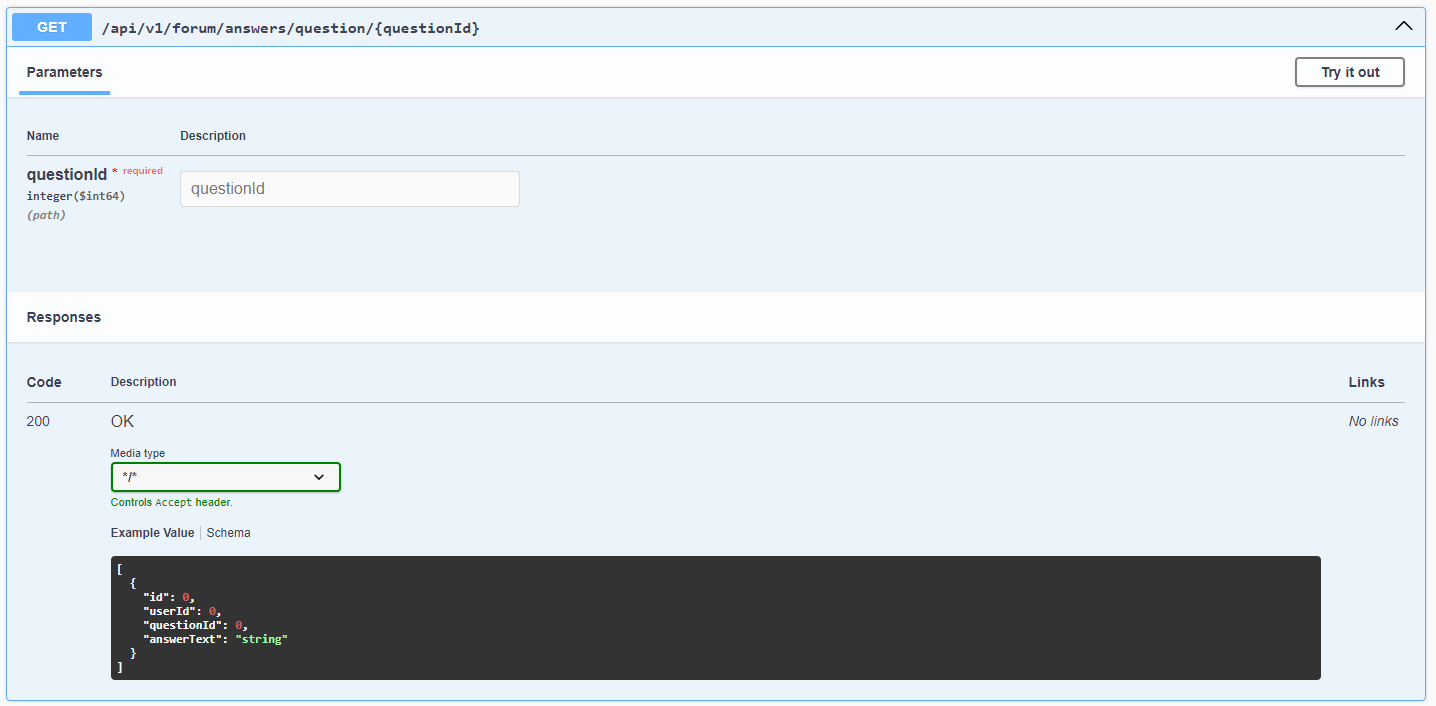 GET /api/v1/forum/answers/question/{questionId}
Parameters
Try it out
Name Description
questionId * required
integer($int64)
(path)
questionId
Responses
Code Description Links
200 OK No links
Media type
*/*
Controls Accept header.
Example Value Schema
[
  {
    "id": 0,
    "userId": 0,
    "questionId": 0,
    "answerText": "string"
  }
]